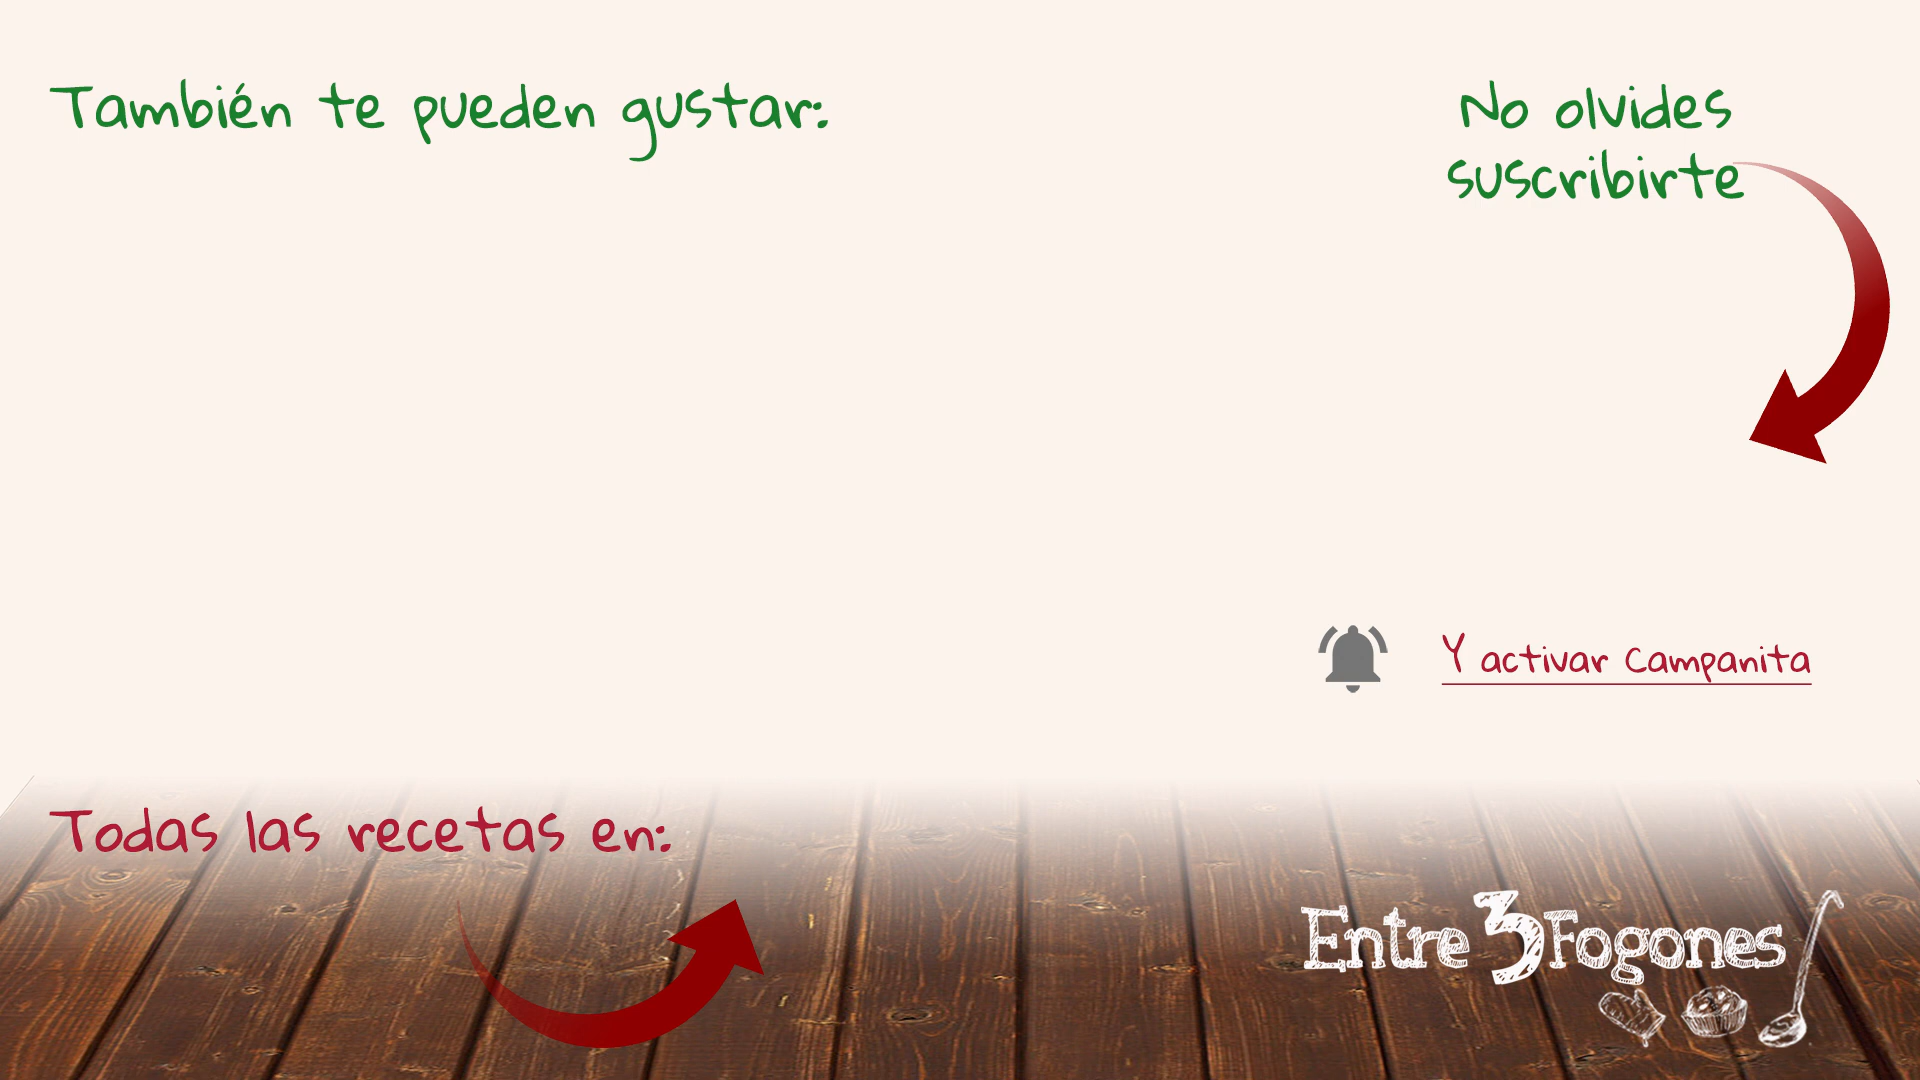 También te pueden gustar:
No olvides
suscribirte
Y activar Campanita
Todas las recetas en:
Entre 3 Fogones